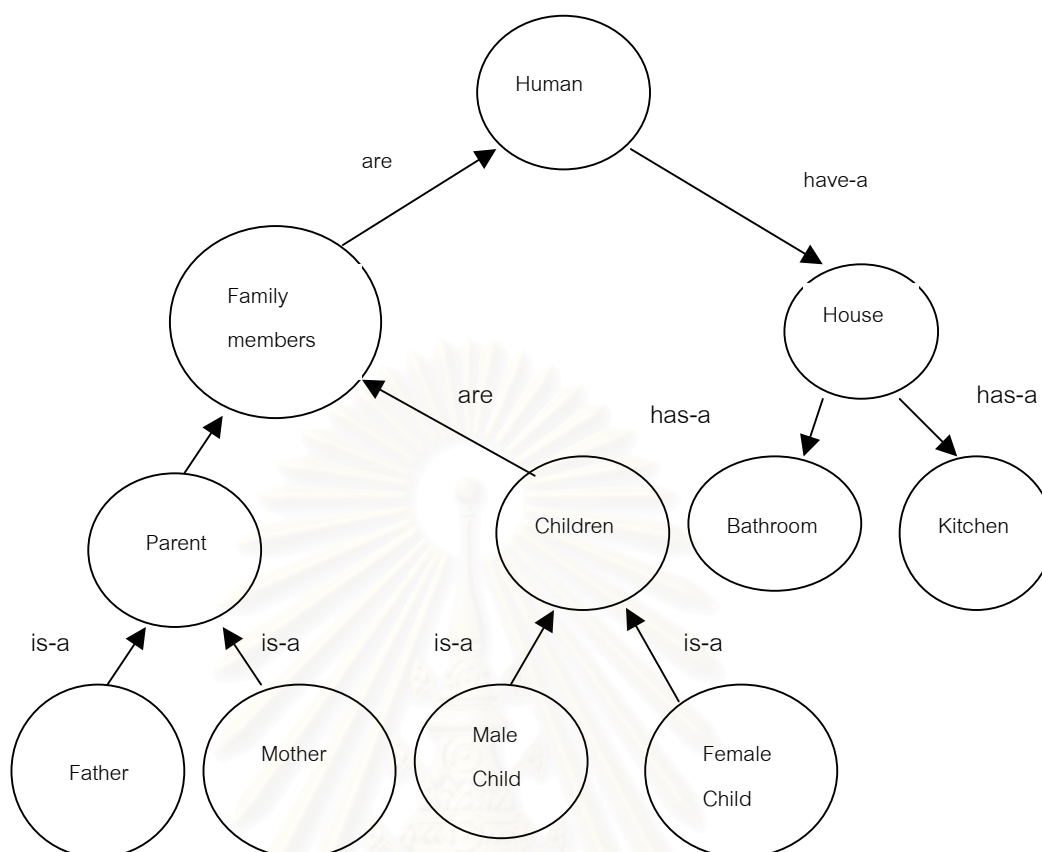 Human
are
have-a
Family
members
House
are
has-a
has-a
Parent
Children
Bathroom
Kitchen
is-a
is-a
is-a
is-a
Father
Mother
Male
Child
Female
Child